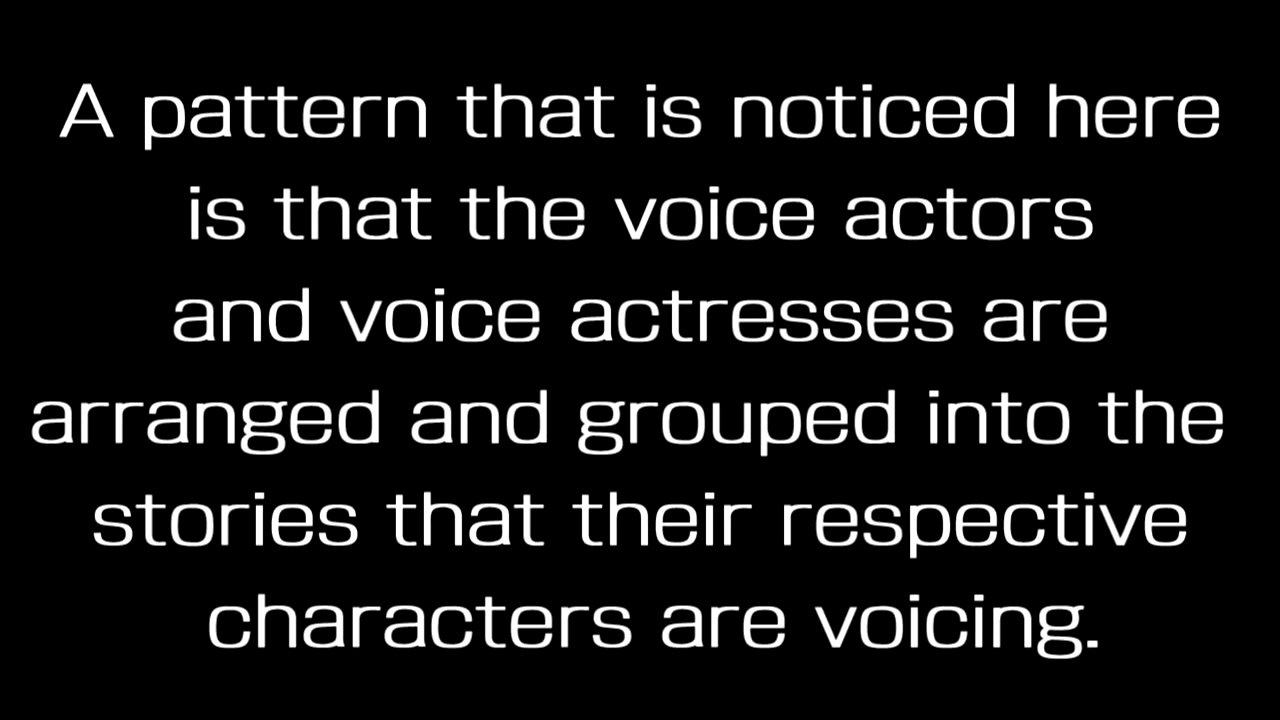 A pattern that is noticed here
is that the voice actors
and voice actresses are
arranged and grouped into the
stories that their respective
characters are voicing.